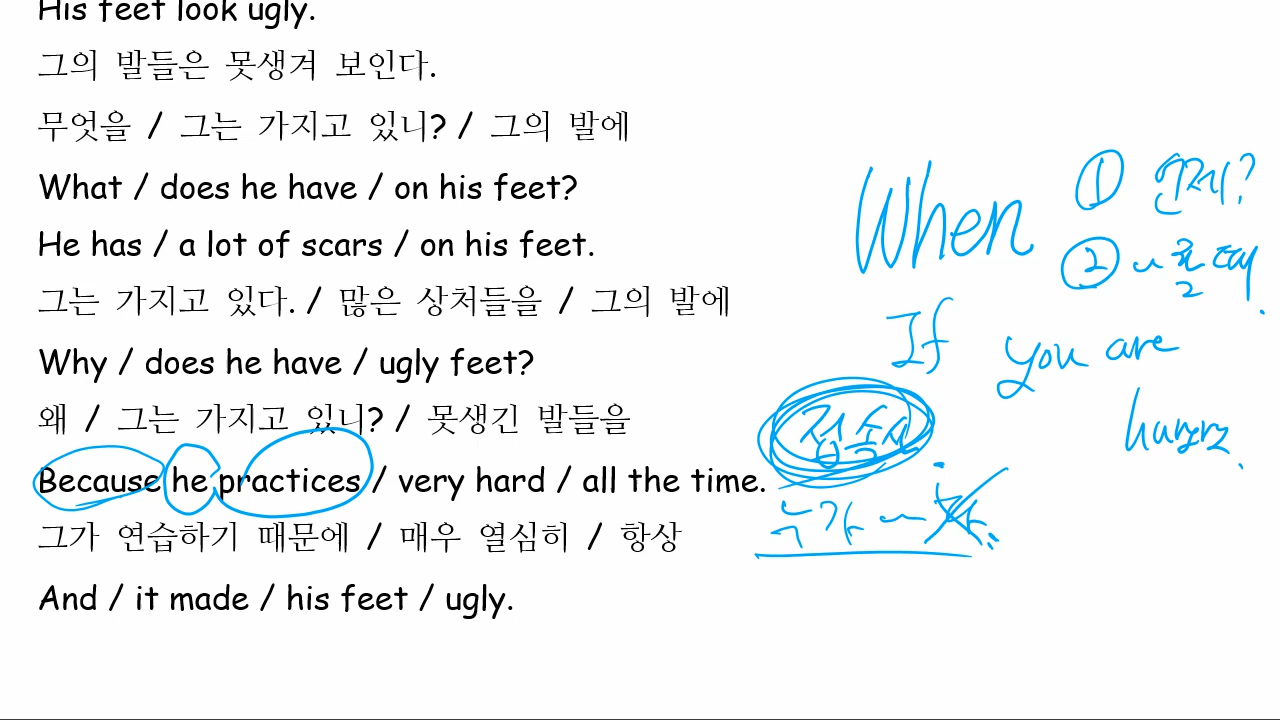 His feet look ugly.
그의 발들은 못생겨 보인다.
무엇을 / 그는 가지고 있니? / 그의 발에
What / does he have / on his feet?
He has / a lot of scars / on his feet.
그는 가지고 있다. / 많은 상처들을 / 그의 발에
Why / does he have / ugly feet?
왜 / 그는 가지고 있니? / 못생긴 발들을
Because he practices / very hard / all the time.
그가 연습하기 때문에 / 매우 열심히 / 항상
And / it made / his feet / ugly.
When ① 언제?
② ~할 때.
If you are
hungry.
접속사
누가 ~